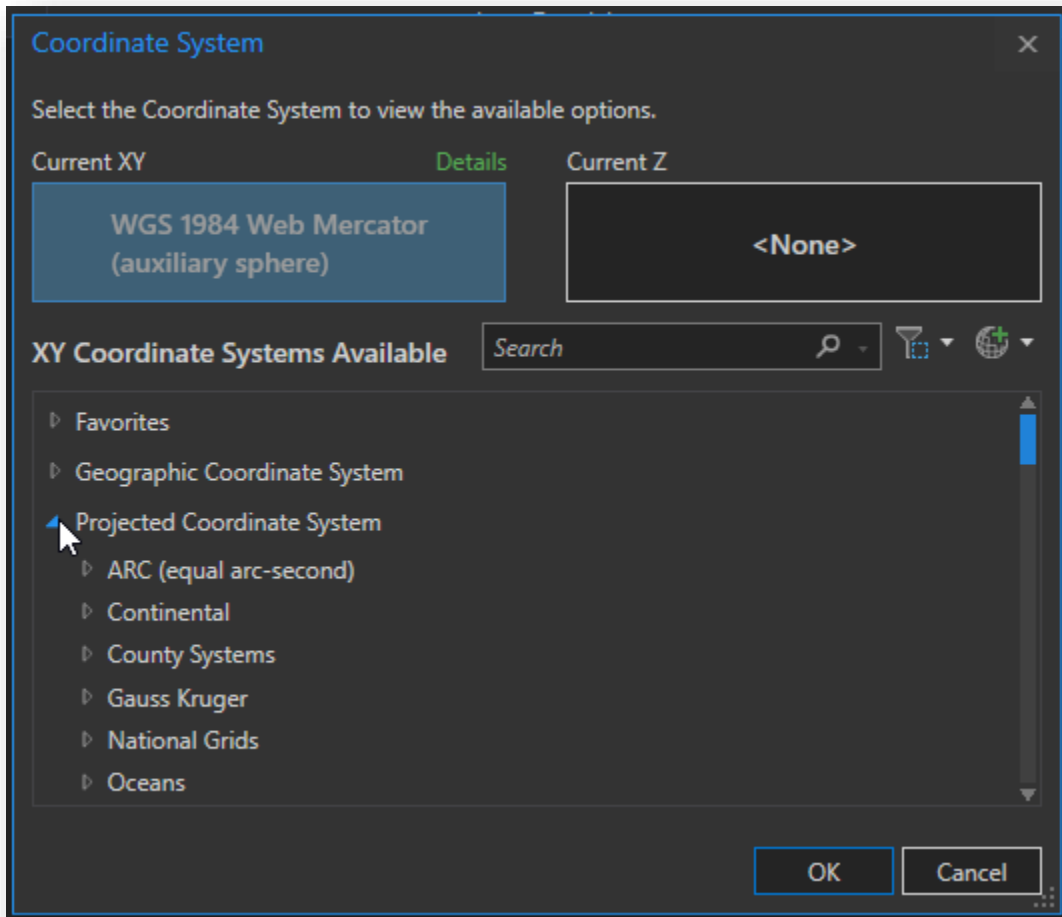 Coordinate System
Select the Coordinate System to view the available options.
Current XY
Details
Current Z
WGS 1984 Web Mercator
(auxiliary sphere)
<None>
XY Coordinate Systems Available
Search
Favorites
Geographic Coordinate System
Projected Coordinate System
ARC (equal arc-second)
Continental
County Systems
Gauss Kruger
National Grids
Oceans
OK
Cancel